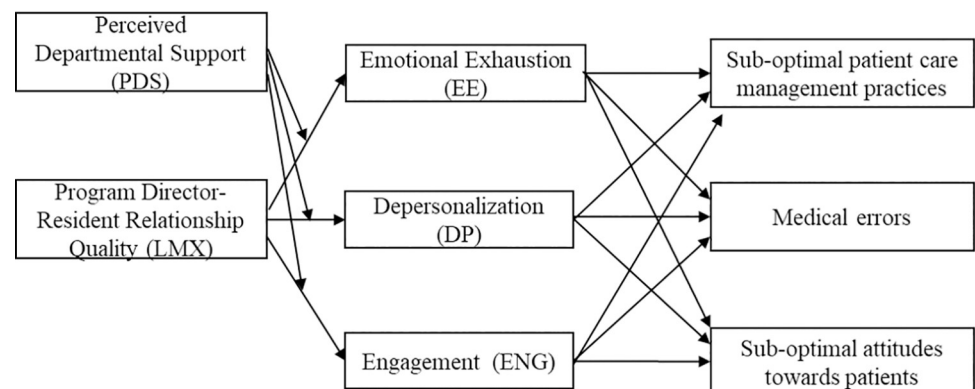 Perceived
Departmental Support
(PDS)
Program Director-
Resident Relationship
Quality (LMX)
Emotional Exhaustion
(EE)
Depersonalization
(DP)
Engagement (ENG)
Sub-optimal patient care
management practices
Medical errors
Sub-optimal attitudes
towards patients